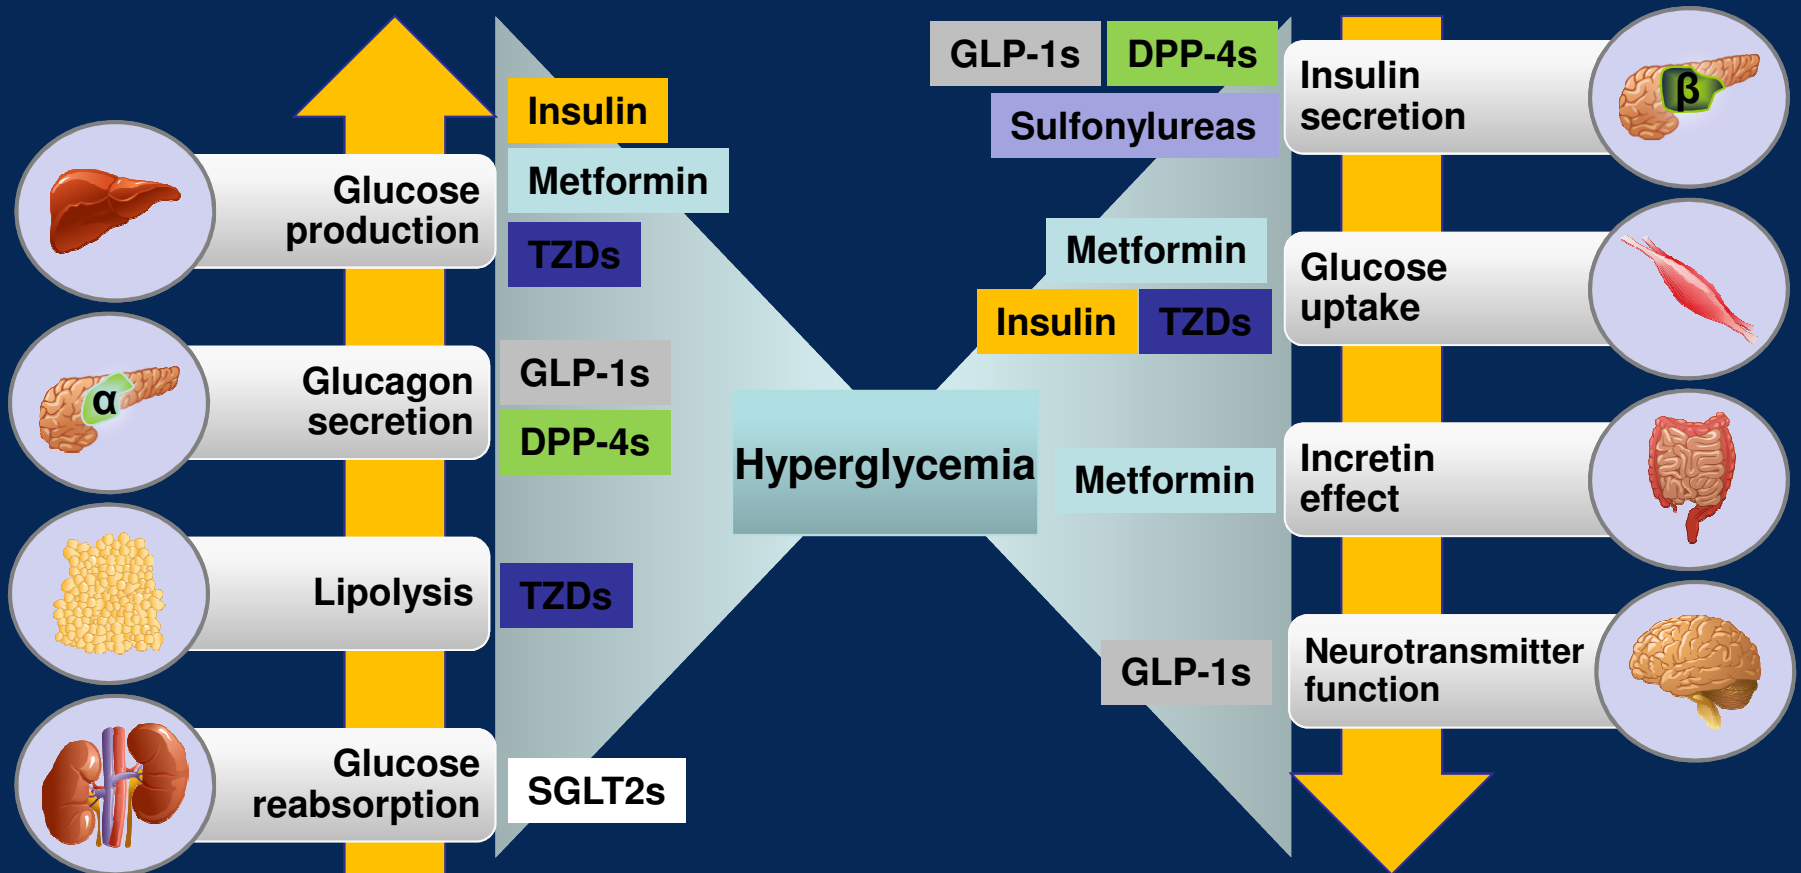 Glucose
production
Insulin
Metformin
TZDs
Glucagon
secretion
α
GLP-1s
DPP-4s
Lipolysis
TZDs
Glucose
reabsorption
SGLT2s
Hyperglycemia
GLP-1s DPP-4s
Sulfonylureas
Insulin
secretion
β
Metformin
Insulin TZDs
Glucose
uptake
Metformin
Incretin
effect
GLP-1s
Neurotransmitter
function